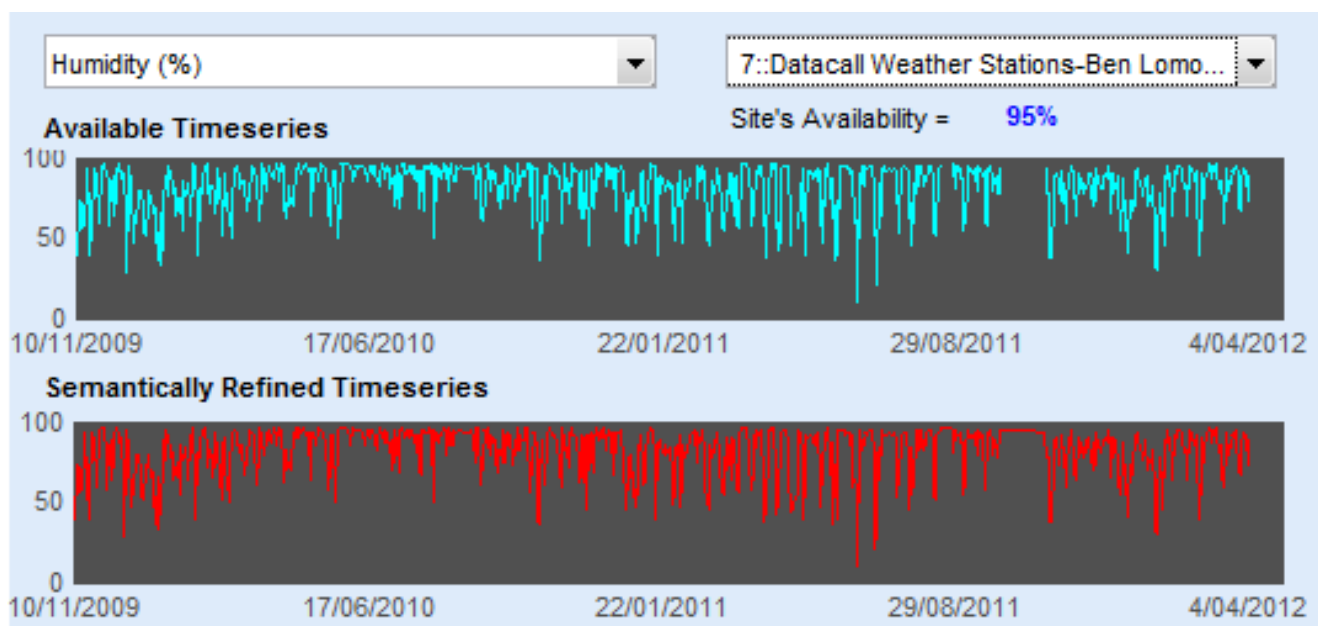 Humidity (%)
7::Datacall Weather Stations-Ben Lomo...
Site's Availability = 95%
Available Timeseries
100
50
0
10/11/2009 17/06/2010 22/01/2011 29/08/2011 4/04/2012
Semantically Refined Timeseries
100
50
0
10/11/2009 17/06/2010 22/01/2011 29/08/2011 4/04/2012